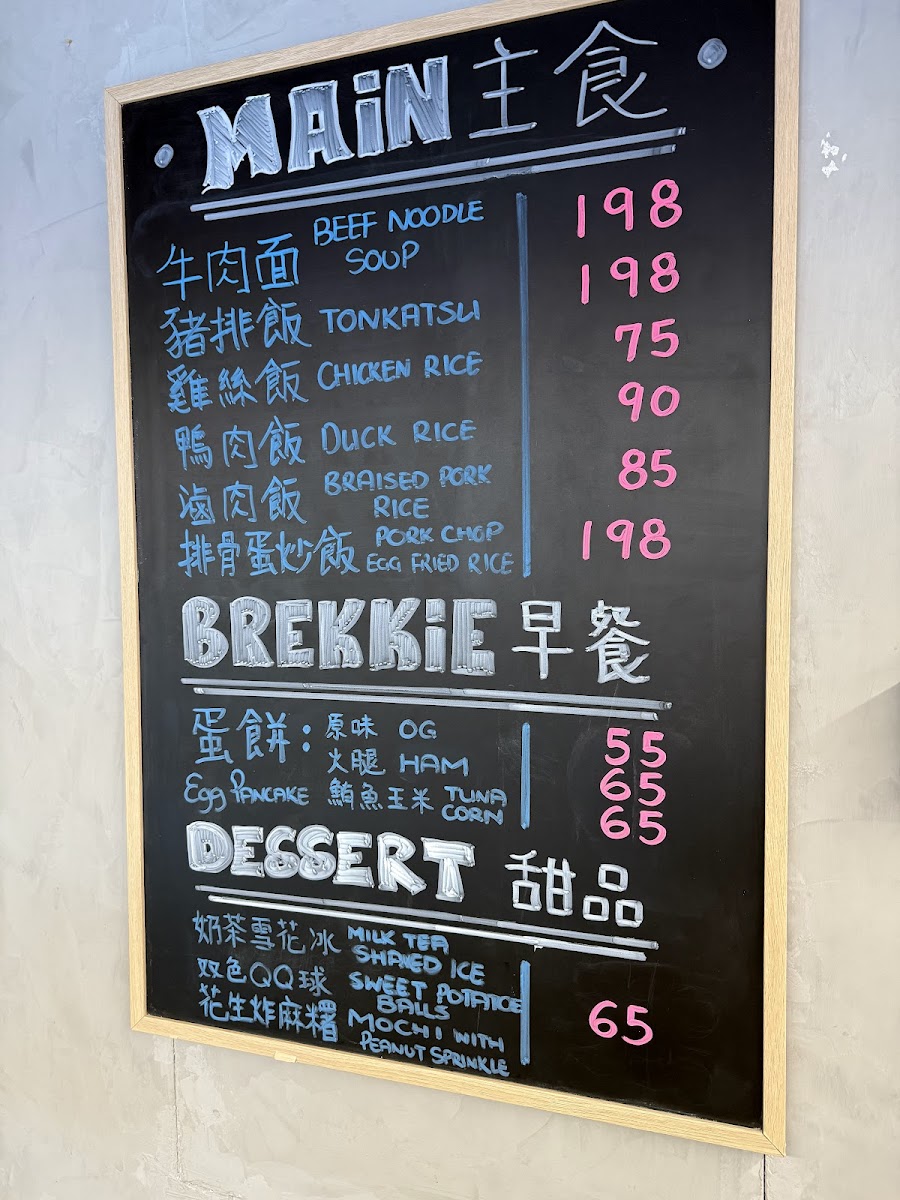 MAIN 主食
牛肉面 BEEF NOODLE SOUP 198
豬排飯 TONKATSU 198
雞絲飯 CHICKEN RICE 75
鴨肉飯 DUCK RICE 90
滷肉飯 BRAISED PORK RICE 85
排骨蛋炒飯 PORK CHOP EGG FRIED RICE 198
BREKKIE 早餐
蛋餅: 原味 OG 55
火腿 HAM 65
Egg PANCAKE 鮪魚玉米 TUNA CORN 65
DESSERT 甜品
奶茶雪花冰 MILK TEA SHAVED ICE
双色QQ球 SWEET POTATOE BALLS 65
花生炸麻糬 MOCHI WITH PEANUT SPRINKLE